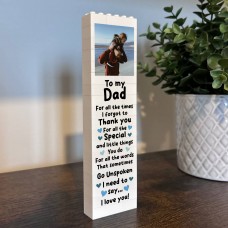 To my
Dad
For all the times
I forgot to
Thank you
For all the
Special
and little things
You do
For all the words
That sometimes
Go Unspoken
I need to
say...
I love you!